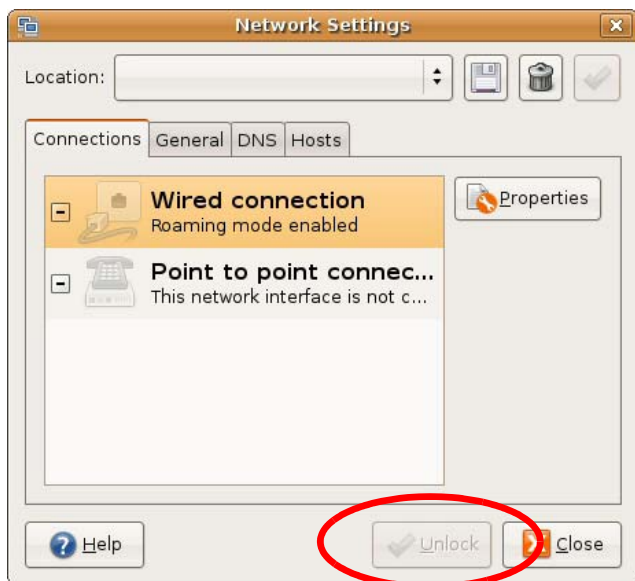 Network Settings
Location:
Connections General DNS Hosts
Wired connection
Roaming mode enabled
Properties
Point to point connec...
This network interface is not c...
Help Unlock Close